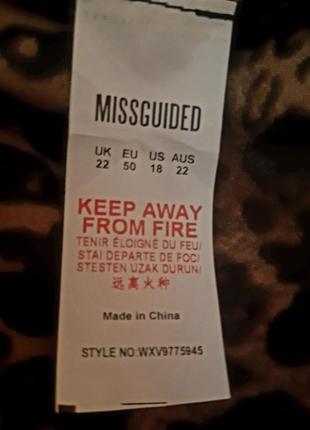 MISSGUIDED
UK EU US AUS
22 50 18 22
KEEP AWAY
FROM FIRE
TENIR ÉLOIGNÉ DU FEU/
STAI DEPARTE DE FOC/
STESTEN UZAK DURUN/
远离火种
Made in China
STYLE NO:WXV9775945